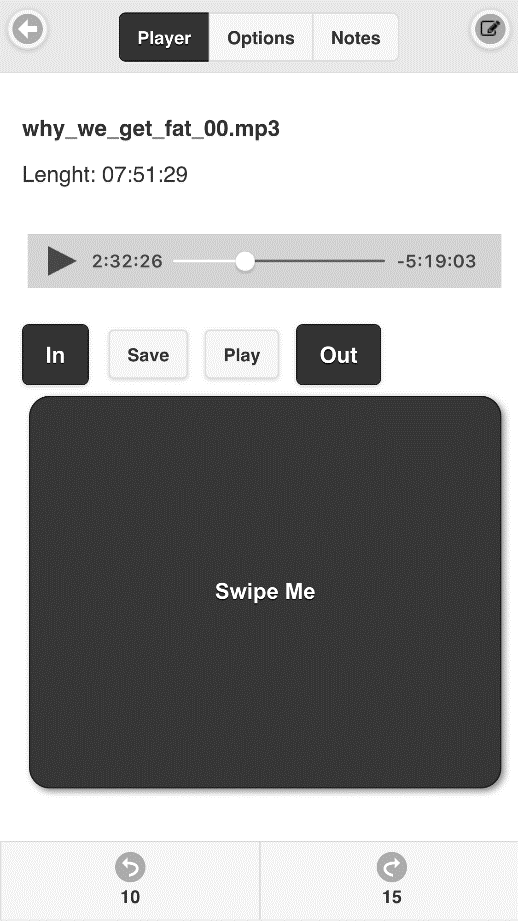 Player Options Notes
why_we_get_fat_00.mp3
Lenght: 07:51:29
2:32:26 -5:19:03
In Save Play Out
Swipe Me
10 15